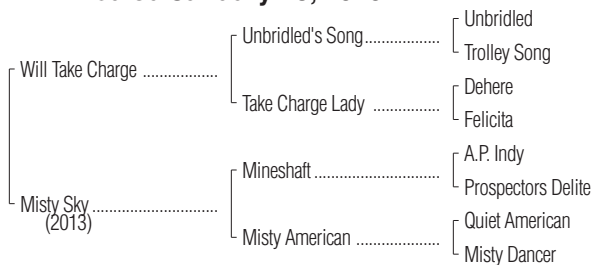 Unbridled
Unbridled's Song
Trolley Song
Will Take Charge
Dehere
Take Charge Lady
Felicita
A.P. Indy
Mineshaft
Prospectors Delite
Misty Sky
(2013)
Quiet American
Misty American
Misty Dancer